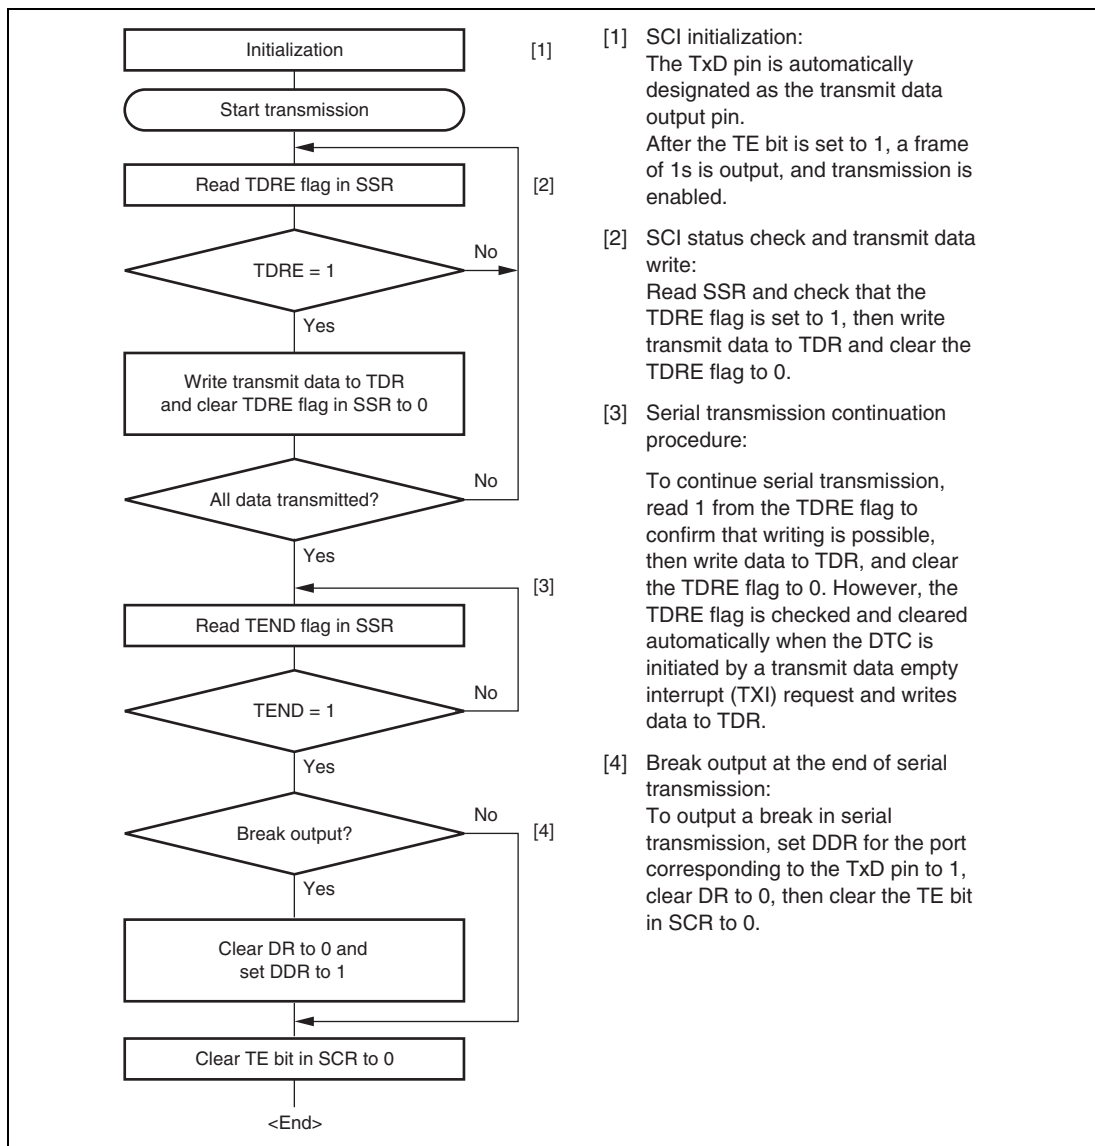 Initialization
[1]
Start transmission
Read TDRE flag in SSR
[2]
No
TDRE = 1
Yes
Write transmit data to TDR
and clear TDRE flag in SSR to 0
No
All data transmitted?
Yes
[3]
Read TEND flag in SSR
No
TEND = 1
Yes
No
Break output?
[4]
Yes
Clear DR to 0 and
set DDR to 1
Clear TE bit in SCR to 0
<End>
[1] SCI initialization:
The TxD pin is automatically
designated as the transmit data
output pin.
After the TE bit is set to 1, a frame
of 1s is output, and transmission is
enabled.
[2] SCI status check and transmit data
write:
Read SSR and check that the
TDRE flag is set to 1, then write
transmit data to TDR and clear the
TDRE flag to 0.
[3] Serial transmission continuation
procedure:
To continue serial transmission,
read 1 from the TDRE flag to
confirm that writing is possible,
then write data to TDR, and clear
the TDRE flag to 0. However, the
TDRE flag is checked and cleared
automatically when the DTC is
initiated by a transmit data empty
interrupt (TXI) request and writes
data to TDR.
[4] Break output at the end of serial
transmission:
To output a break in serial
transmission, set DDR for the port
corresponding to the TxD pin to 1,
clear DR to 0, then clear the TE bit
in SCR to 0.